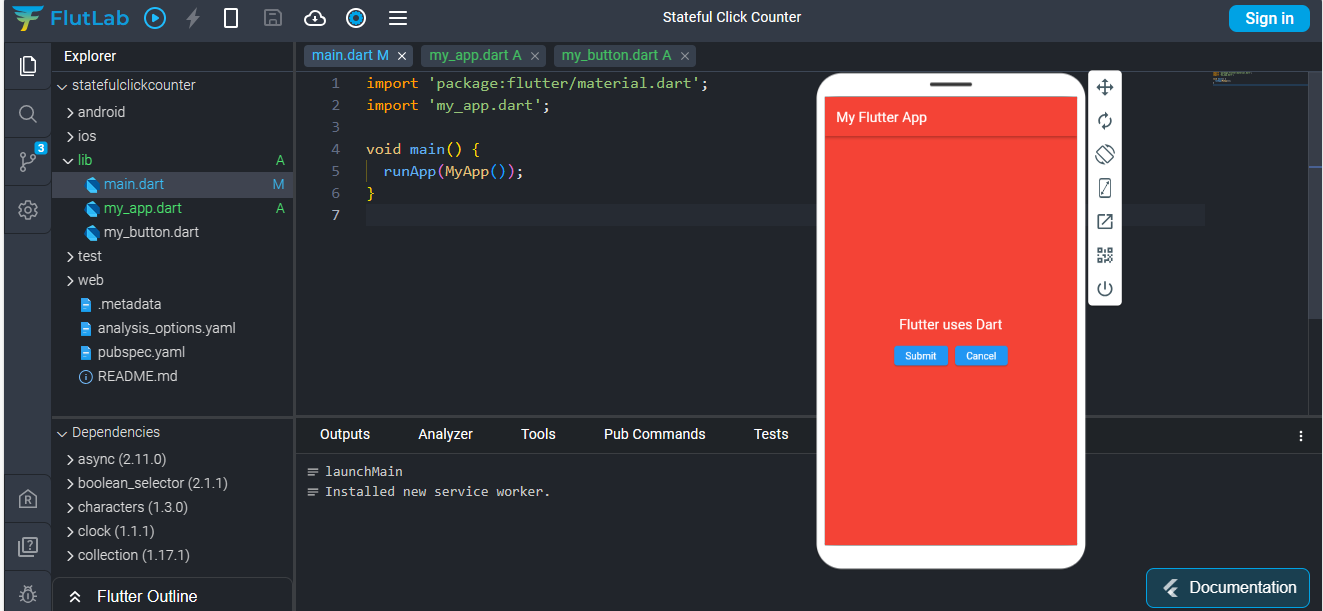 FlutLab
Stateful Click Counter
Sign in
Explorer
main.dart M
my_app.dart A
my_button.dart A
statefulclickcounter
android
ios
lib A
main.dart M
my_app.dart A
my_button.dart
test
web
.metadata
analysis_options.yaml
pubspec.yaml
README.md
3
1 import 'package:flutter/material.dart';
2 import 'my_app.dart';
3
4 void main() {
5 runApp(MyApp());
6 }
7
My Flutter App
Flutter uses Dart
Submit Cancel
Dependencies
async (2.11.0)
boolean_selector (2.1.1)
characters (1.3.0)
clock (1.1.1)
collection (1.17.1)
Flutter Outline
Outputs Analyzer Tools Pub Commands Tests
launchMain
Installed new service worker.
Documentation